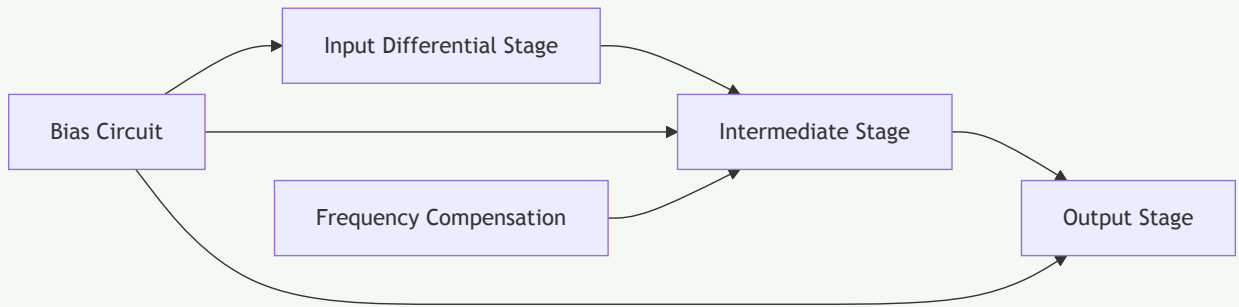 Input Differential Stage
Bias Circuit
Intermediate Stage
Frequency Compensation
Output Stage